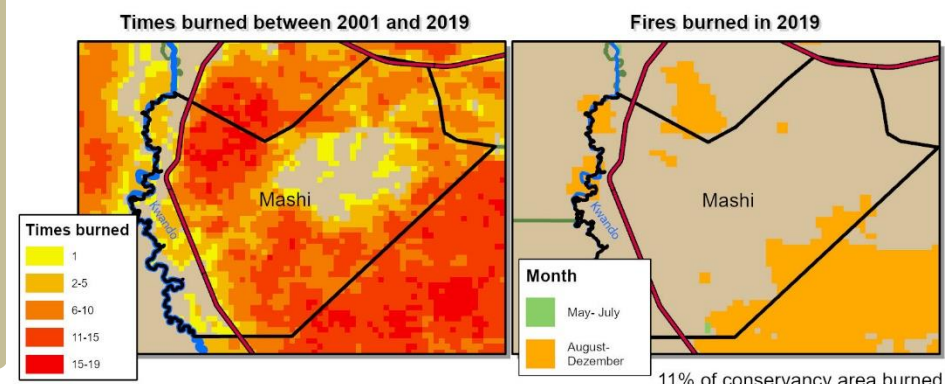 Times burned between 2001 and 2019
Mashi
Kwando
Times burned
1
2-5
6-10
11-15
15-19
Fires burned in 2019
Mashi
Kwando
Month
May- July
August-
Dezember
11% of conservancy area burned